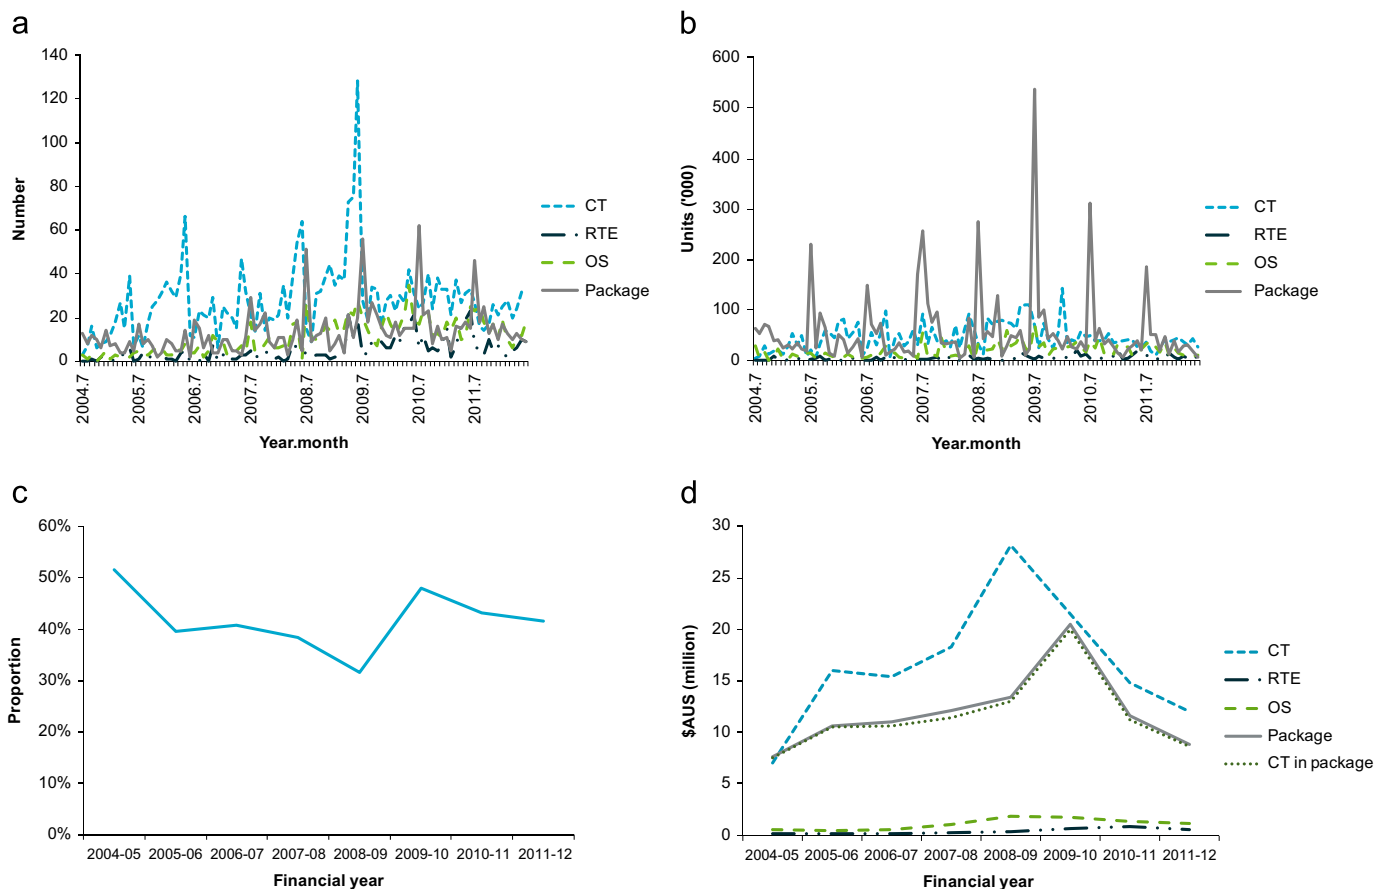 a
140
120
100
80
60
40
20
0
Number
2004.7
2005.7
2006.7
2007.7
2008.7
2009.7
2010.7
2011.7
Year.month
CT
RTE
OS
Package
b
600
500
400
300
200
100
0
Units ('000)
2004.7
2005.7
2006.7
2007.7
2008.7
2009.7
2010.7
2011.7
Year.month
CT
RTE
OS
Package
c
60%
50%
40%
30%
20%
10%
0%
Proportion
2004-05 2005-06 2006-07 2007-08 2008-09 2009-10 2010-11 2011-12
Financial year
d
30
25
20
15
10
5
0
$AUS (million)
2004-05 2005-06 2006-07 2007-08 2008-09 2009-10 2010-11 2011-12
Financial year
CT
RTE
OS
Package
CT in package